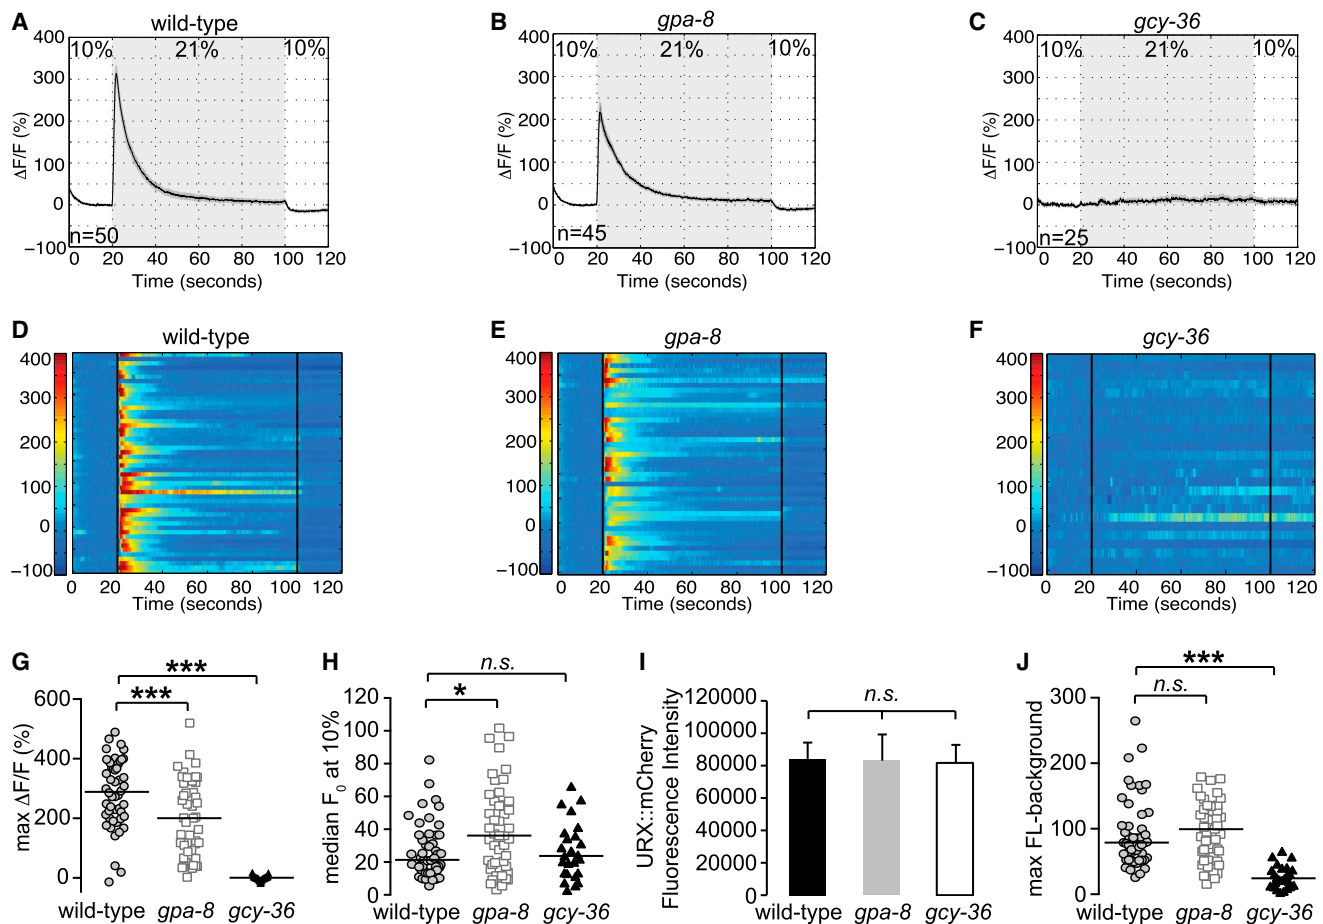 A wild-type
10% 21% 10%
400
300
200
100
0
−100
ΔF/F (%)
n=50
0 20 40 60 80 100 120
Time (seconds)
B gpa-8
10% 21% 10%
400
300
200
100
0
−100
ΔF/F (%)
n=45
0 20 40 60 80 100 120
Time (seconds)
C gcy-36
10% 21% 10%
400
300
200
100
0
−100
ΔF/F (%)
n=25
0 20 40 60 80 100 120
Time (seconds)
D wild-type
400
300
200
100
0
−100
0 20 40 60 80 100 120
Time (seconds)
E gpa-8
400
300
200
100
0
−100
0 20 40 60 80 100 120
Time (seconds)
F gcy-36
400
300
200
100
0
−100
0 20 40 60 80 100 120
Time (seconds)
G
***
***
max ΔF/F (%)
600
400
200
0
wild-type gpa-8 gcy-36
H
n.s.
*
median F0 at 10%
120
100
80
60
40
20
0
wild-type gpa-8 gcy-36
I
n.s.
URX::mCherry
Fluorescence Intensity
120000
100000
80000
60000
40000
20000
0
wild-type gpa-8 gcy-36
J
***
n.s.
max FL-background
300
200
100
0
wild-type gpa-8 gcy-36